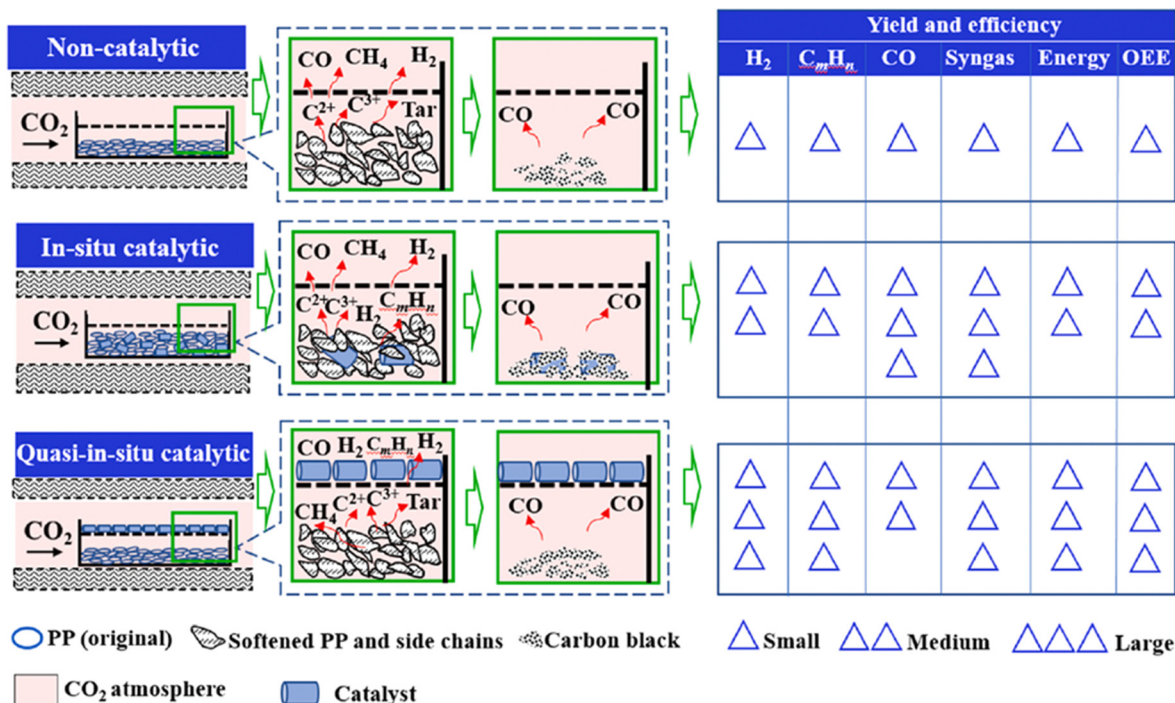 Non-catalytic
CO₂
CO CH₄ H₂
C²⁺ C³⁺ Tar
CO CO
Yield and efficiency
H₂ CₘHₙ CO Syngas Energy OEE
In-situ catalytic
CO₂
CO CH₄ H₂
C²⁺ C³⁺ H₂ CₘHₙ
CO CO
Quasi-in-situ catalytic
CO₂
CO H₂ CₘHₙ H₂
CH₄ C²⁺ C³⁺ Tar
CO CO
PP (original) Softened PP and side chains Carbon black Small Medium Large
CO₂ atmosphere Catalyst